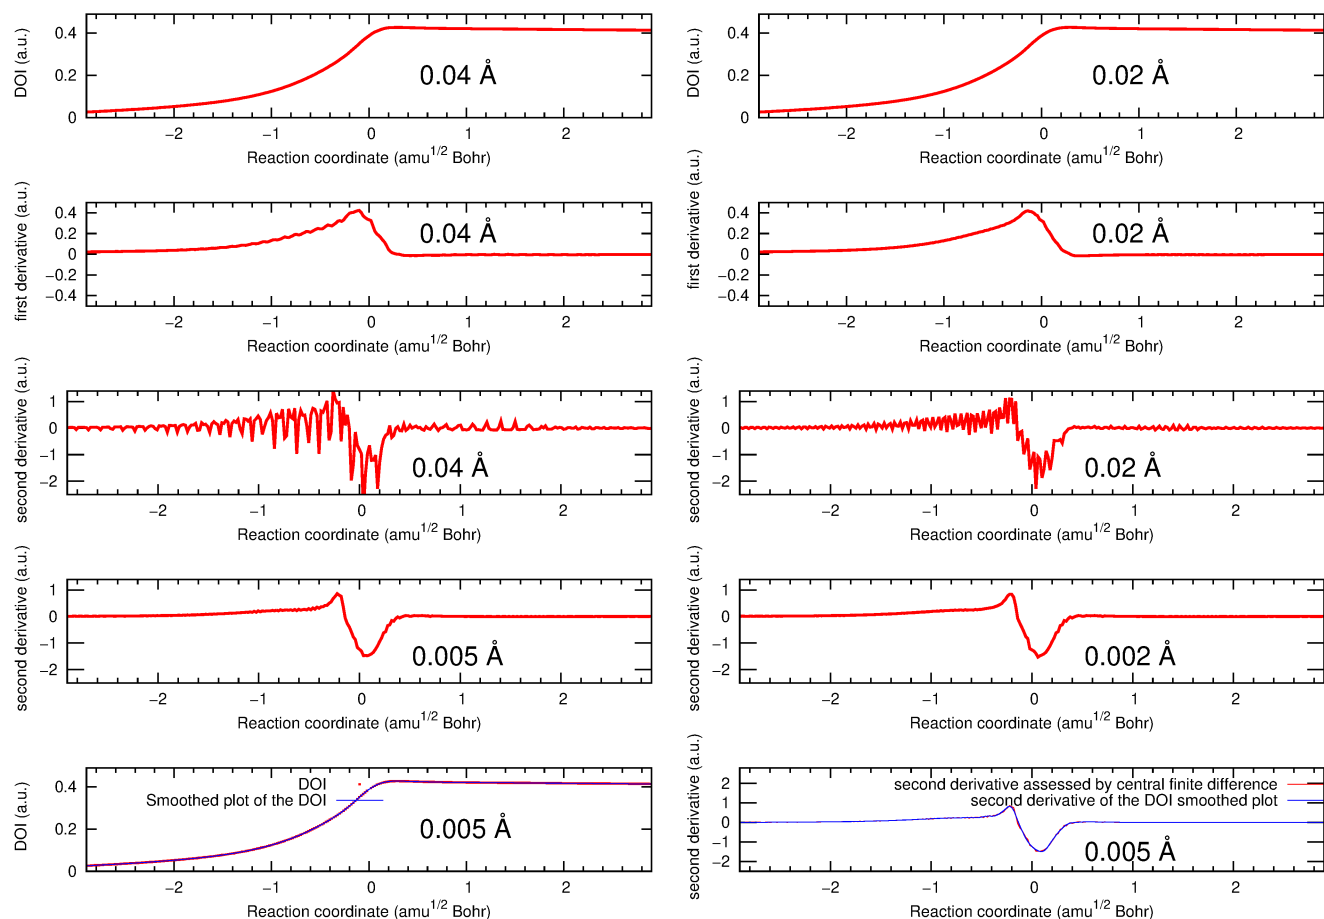 DOI (a.u.)
0.4
0.2
0
0.04 Å
−2 −1 0 1 2
Reaction coordinate (amu1/2 Bohr)
DOI (a.u.)
0.4
0.2
0
0.02 Å
−2 −1 0 1 2
Reaction coordinate (amu1/2 Bohr)
first derivative (a.u.)
0.4
0.2
0
−0.2
−0.4
0.04 Å
−2 −1 0 1 2
Reaction coordinate (amu1/2 Bohr)
first derivative (a.u.)
0.4
0.2
0
−0.2
−0.4
0.02 Å
−2 −1 0 1 2
Reaction coordinate (amu1/2 Bohr)
second derivative (a.u.)
1
0
−1
−2
0.04 Å
−2 −1 0 1 2
Reaction coordinate (amu1/2 Bohr)
second derivative (a.u.)
1
0
−1
−2
0.02 Å
−2 −1 0 1 2
Reaction coordinate (amu1/2 Bohr)
second derivative (a.u.)
1
0
−1
−2
0.005 Å
−2 −1 0 1 2
Reaction coordinate (amu1/2 Bohr)
second derivative (a.u.)
1
0
−1
−2
0.002 Å
−2 −1 0 1 2
Reaction coordinate (amu1/2 Bohr)
DOI (a.u.)
0.4
0.2
0
DOI
Smoothed plot of the DOI
0.005 Å
−2 −1 0 1 2
Reaction coordinate (amu1/2 Bohr)
second derivative (a.u.)
2
1
0
−1
−2
second derivative assessed by central finite difference
second derivative of the DOI smoothed plot
0.005 Å
−2 −1 0 1 2
Reaction coordinate (amu1/2 Bohr)